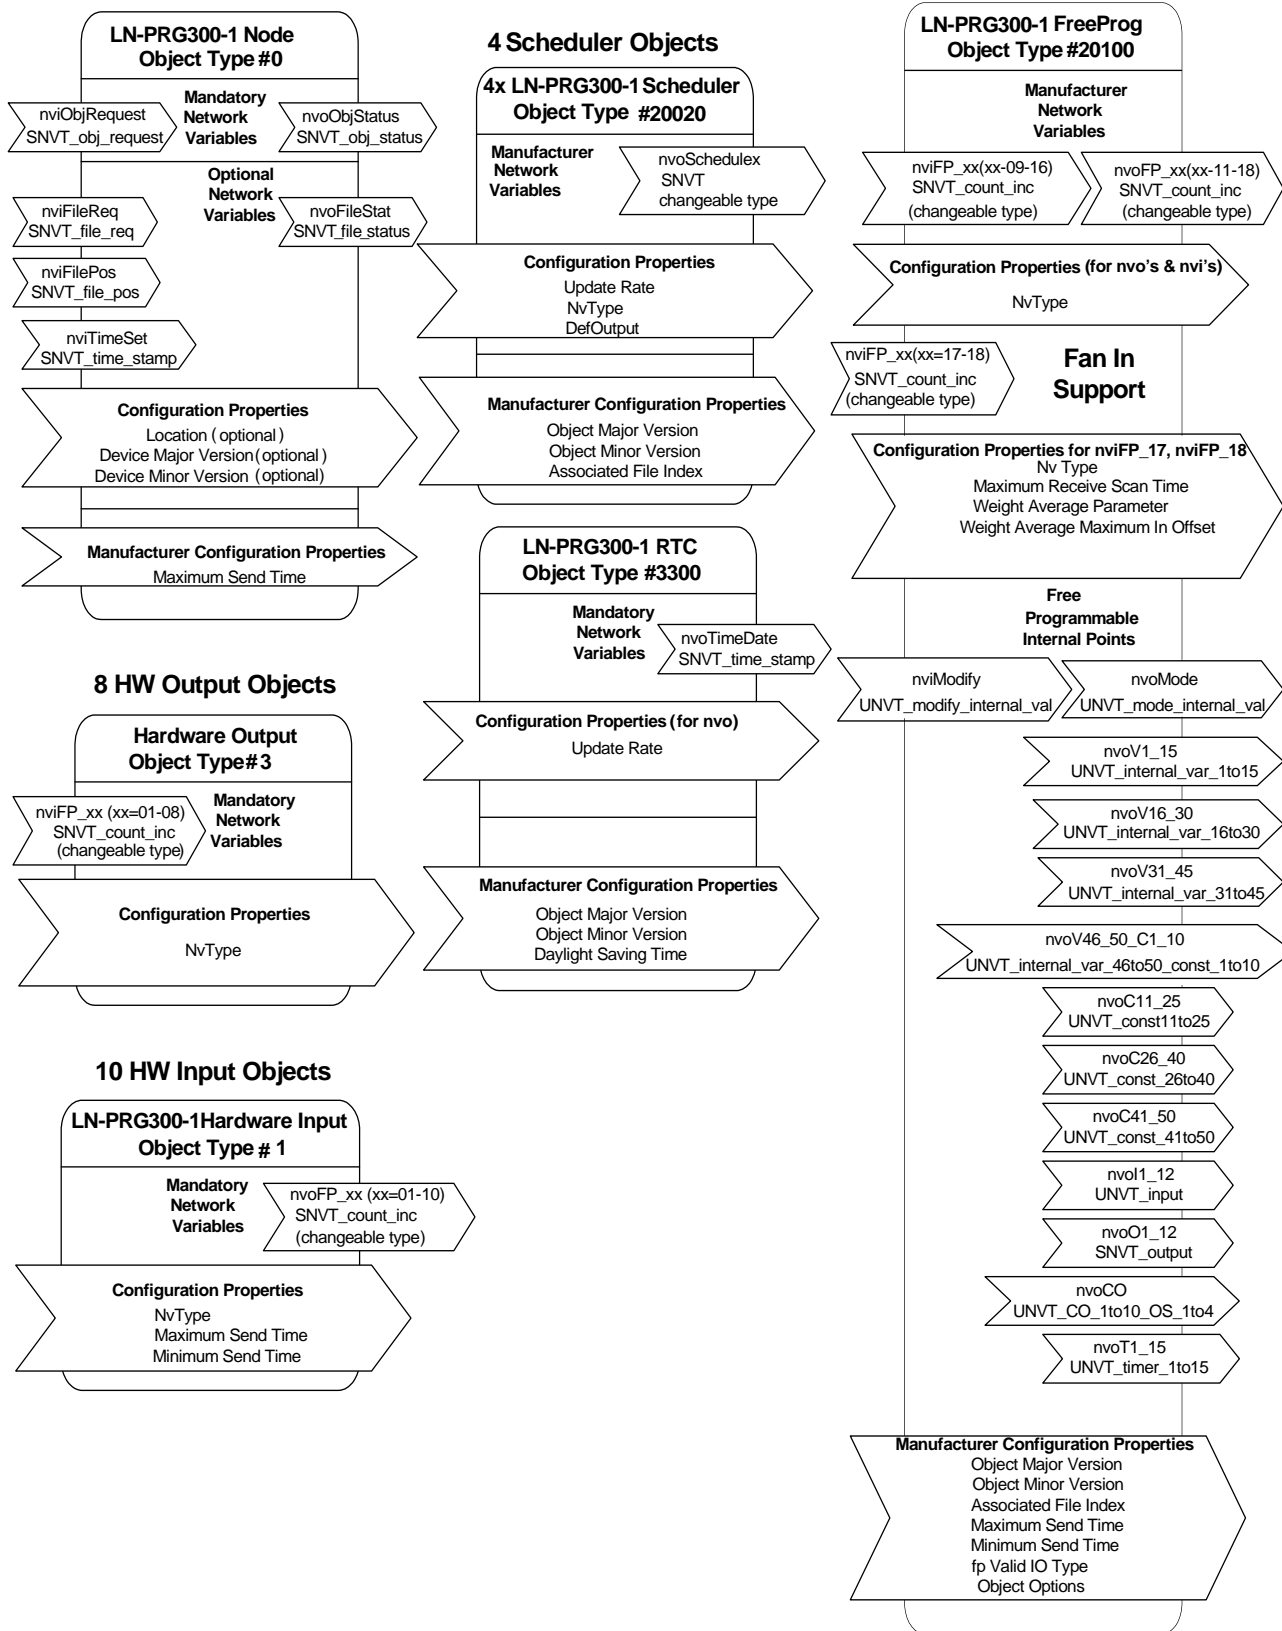 LN-PRG300-1 Node
Object Type #0
Mandatory
Network
Variables
nviObjRequest
SNVT_obj_request
nvoObjStatus
SNVT_obj_status
Optional
Network
Variables
nviFileReq
SNVT_file_req
nvoFileStat
SNVT_file_status
nviFilePos
SNVT_file_pos
nviTimeSet
SNVT_time_stamp
Configuration Properties
Location (optional)
Device Major Version (optional)
Device Minor Version (optional)
Manufacturer Configuration Properties
Maximum Send Time
8 HW Output Objects
Hardware Output
Object Type #3
nviFP_xx (xx=01-08)
SNVT_count_inc
(changeable type)
Mandatory
Network
Variables
Configuration Properties
NvType
10 HW Input Objects
LN-PRG300-1Hardware Input
Object Type # 1
Mandatory
Network
Variables
nvoFP_xx (xx=01-10)
SNVT_count_inc
(changeable type)
Configuration Properties
NvType
Maximum Send Time
Minimum Send Time
4 Scheduler Objects
4x LN-PRG300-1 Scheduler
Object Type #20020
Manufacturer
Network
Variables
nvoSchedulex
SNVT
changeable type
Configuration Properties
Update Rate
NvType
DefOutput
Manufacturer Configuration Properties
Object Major Version
Object Minor Version
Associated File Index
LN-PRG300-1 RTC
Object Type #3300
Mandatory
Network
Variables
nvoTimeDate
SNVT_time_stamp
Configuration Properties (for nvo)
Update Rate
Manufacturer Configuration Properties
Object Major Version
Object Minor Version
Daylight Saving Time
LN-PRG300-1 FreeProg
Object Type #20100
Manufacturer
Network
Variables
nviFP_xx(xx-09-16)
SNVT_count_inc
(changeable type)
nvoFP_xx(xx-11-18)
SNVT_count_inc
(changeable type)
Configuration Properties (for nvo's & nvi's)
NvType
nviFP_xx(xx=17-18)
SNVT_count_inc
(changeable type)
Fan In
Support
Configuration Properties for nviFP_17, nviFP_18
Nv Type
Maximum Receive Scan Time
Weight Average Parameter
Weight Average Maximum In Offset
Free
Programmable
Internal Points
nviModify
UNVT_modify_internal_val
nvoMode
UNVT_mode_internal_val
nvoV1_15
UNVT_internal_var_1to15
nvoV16_30
UNVT_internal_var_16to30
nvoV31_45
UNVT_internal_var_31to45
nvoV46_50_C1_10
UNVT_internal_var_46to50_const_1to10
nvoC11_25
UNVT_const11to25
nvoC26_40
UNVT_const_26to40
nvoC41_50
UNVT_const_41to50
nvoI1_12
UNVT_input
nvoO1_12
SNVT_output
nvoCO
UNVT_CO_1to10_OS_1to4
nvoT1_15
UNVT_timer_1to15
Manufacturer Configuration Properties
Object Major Version
Object Minor Version
Associated File Index
Maximum Send Time
Minimum Send Time
fp Valid IO Type
Object Options